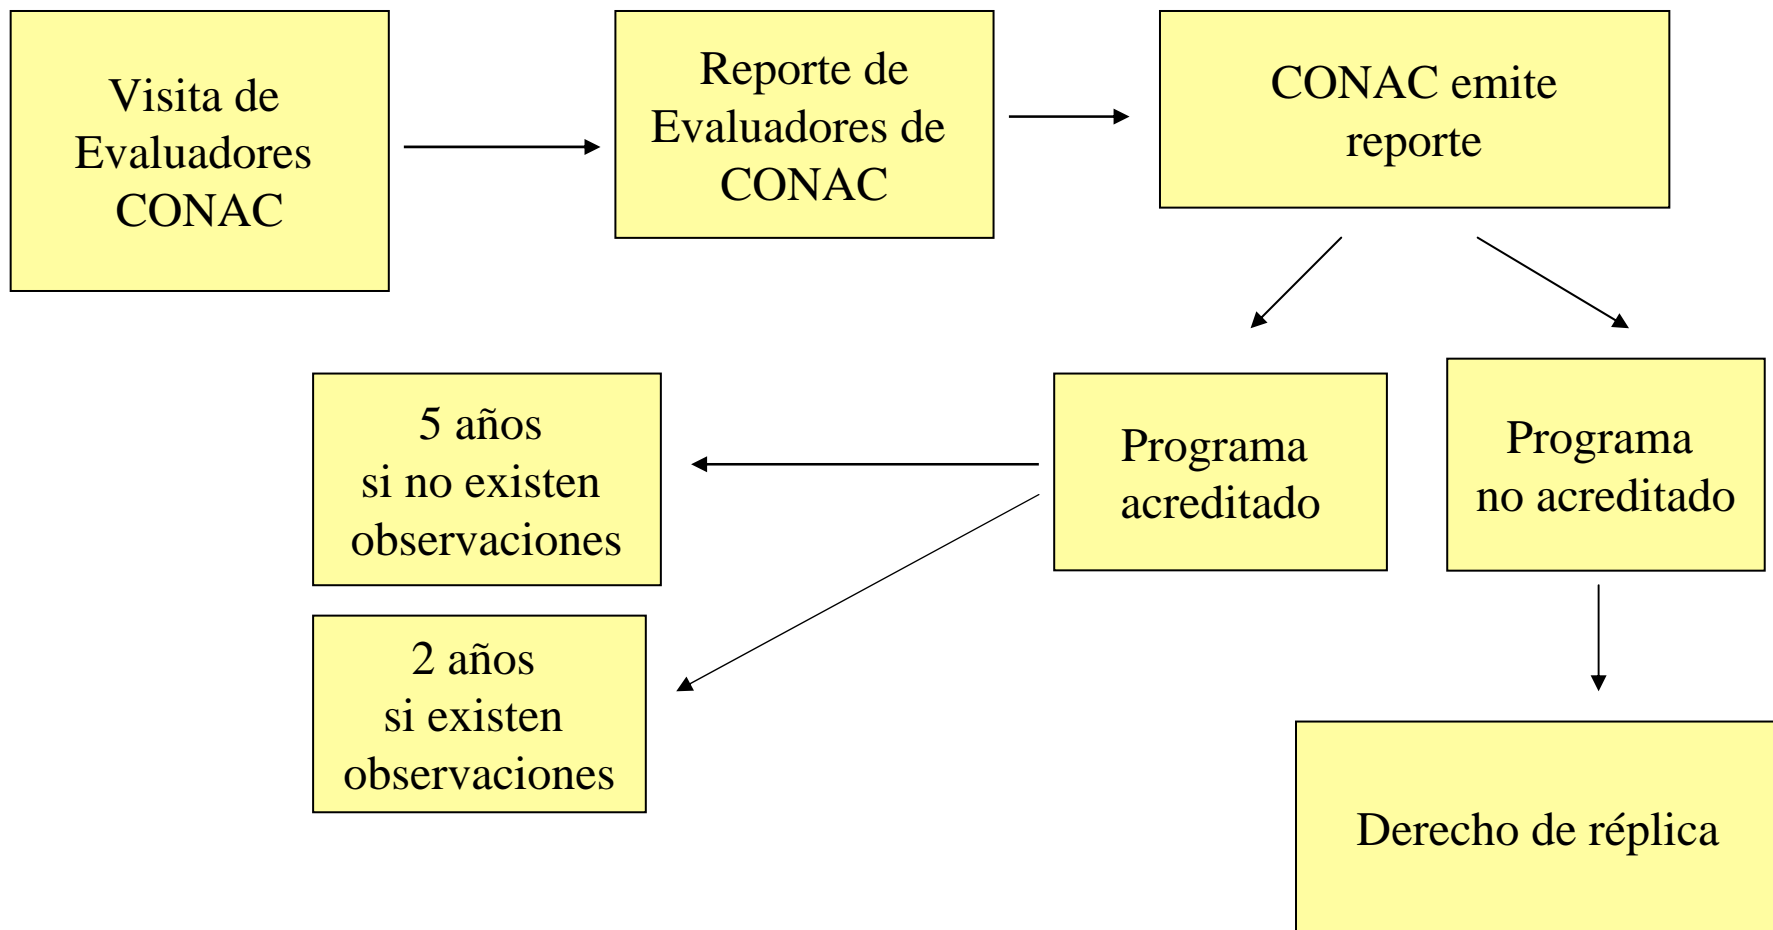 Visita de
Evaluadores
CONAC
Reporte de
Evaluadores de
CONAC
CONAC emite
reporte
5 años
si no existen
observaciones
Programa
acreditado
Programa
no acreditado
2 años
si existen
observaciones
Derecho de réplica